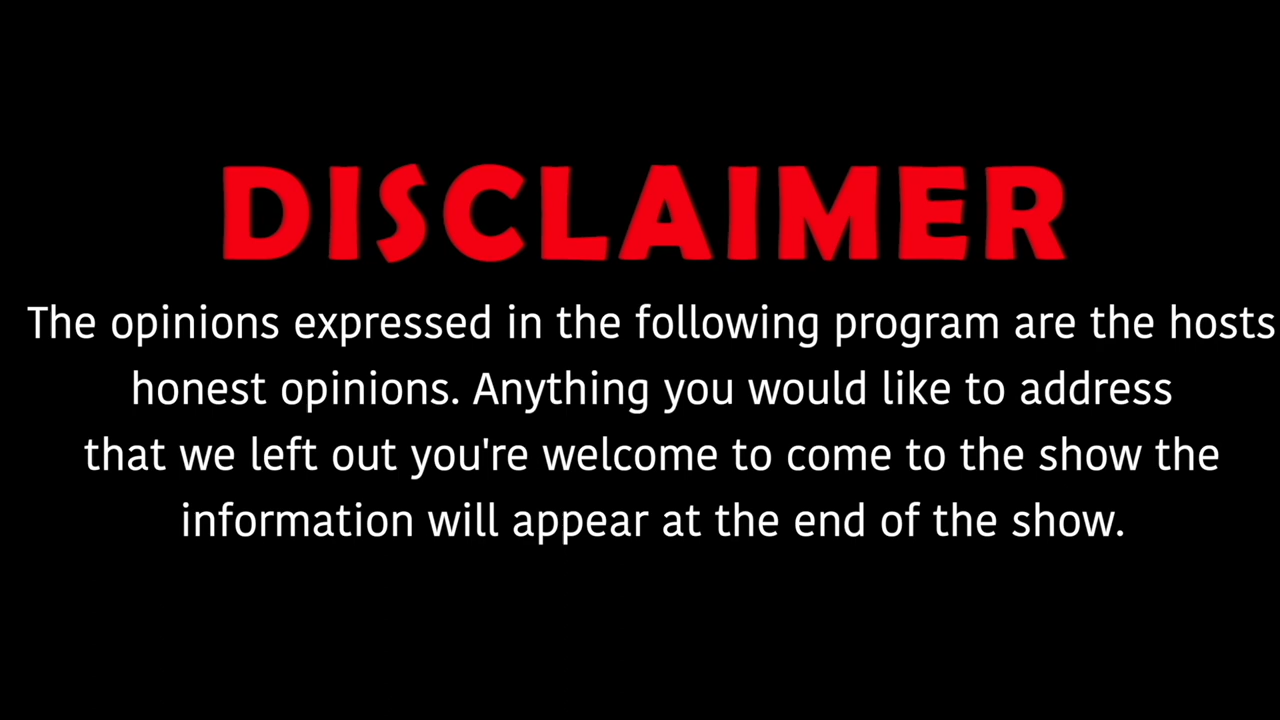 DISCLAIMER
The opinions expressed in the following program are the hosts
honest opinions. Anything you would like to address
that we left out you're welcome to come to the show the
information will appear at the end of the show.